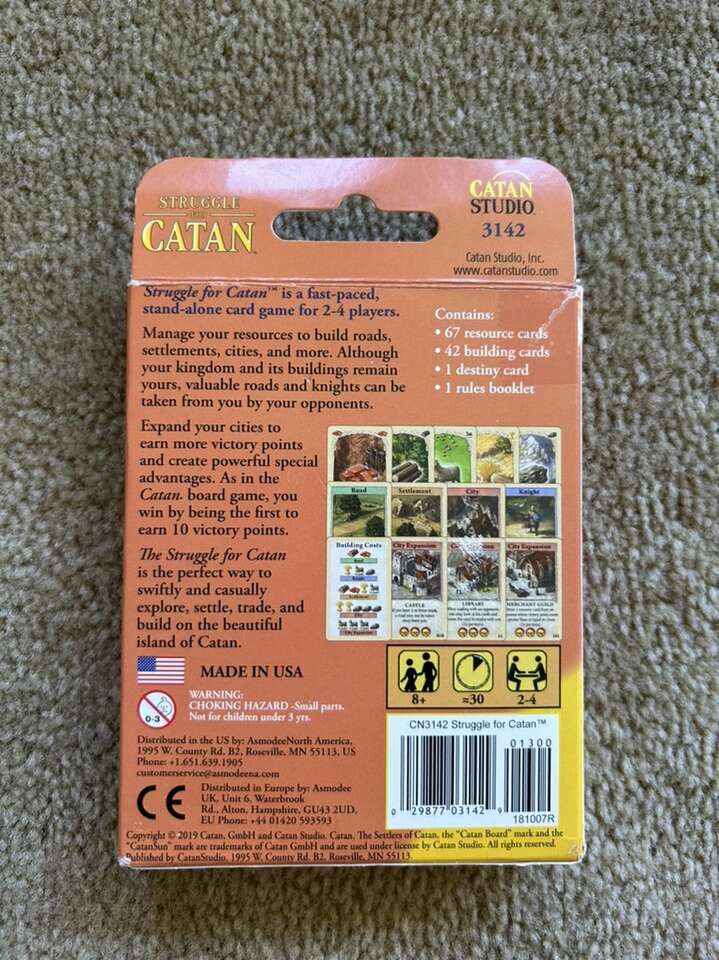 STRUGGLE
FOR
CATAN™
CATAN
STUDIO
3142
Catan Studio, Inc.
www.catanstudio.com
Struggle for Catan™ is a fast-paced,
stand-alone card game for 2-4 players.
Manage your resources to build roads,
settlements, cities, and more. Although
your kingdom and its buildings remain
yours, valuable roads and knights can be
taken from you by your opponents.
Contains:
• 67 resource cards
• 42 building cards
• 1 destiny card
• 1 rules booklet
Expand your cities to
earn more victory points
and create powerful special
advantages. As in the
Catan. board game, you
win by being the first to
earn 10 victory points.
The Struggle for Catan
is the perfect way to
swiftly and casually
explore, settle, trade, and
build on the beautiful
island of Catan.
Road
Settlement
City
Knight
Building Costs
City Expansion
City Expansion
CASTLE
LIBRARY
MERCHANT GUILD
MADE IN USA
0-3
WARNING:
CHOKING HAZARD -Small parts.
Not for children under 3 yrs.
8+
≈30
2-4
Distributed in the US by: AsmodeeNorth America,
1995 W. County Rd. B2, Roseville, MN 55113, US
Phone: +1.651.639.1905
customerservice@asmodeena.com
CE
Distributed in Europe by: Asmodee
UK, Unit 6, Waterbrook
Rd., Alton, Hampshire, GU43 2UD,
EU Phone: +44 01420 593593
CN3142 Struggle for Catan™
01300
0 29877 03142 9
181007R
Copyright © 2019 Catan. GmbH and Catan Studio. Catan. The Settlers of Catan, the "Catan Board" mark and the
"CatanSun" mark are trademarks of Catan GmbH and are used under license by Catan Studio. All rights reserved.
Published by CatanStudio, 1995 W. County Rd. B2, Roseville, MN 55113.